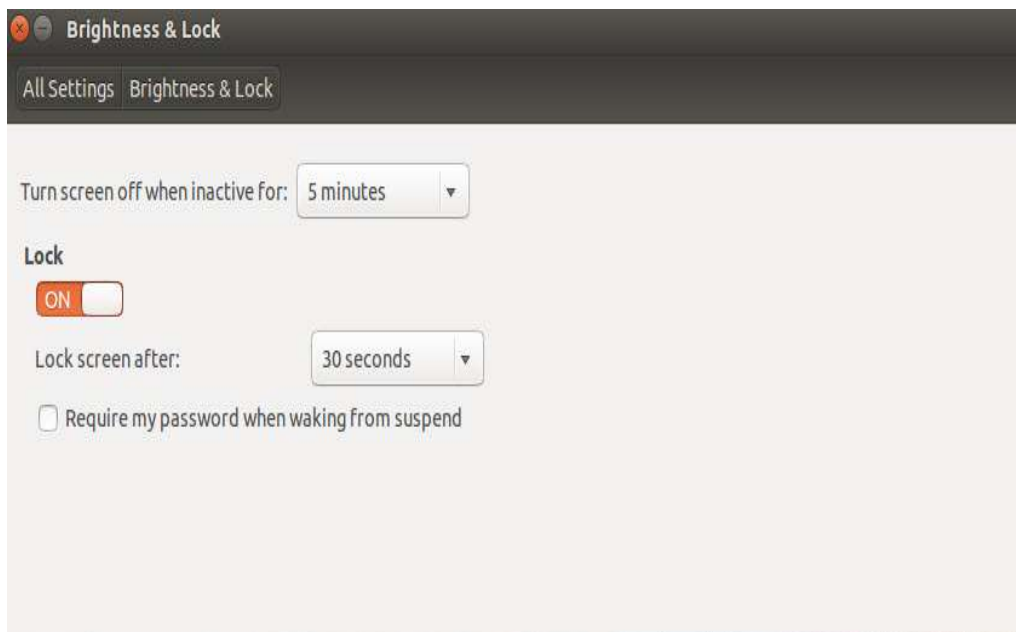 Brightness & Lock
All Settings Brightness & Lock
Turn screen off when inactive for: 5 minutes
Lock
ON
Lock screen after: 30 seconds
Require my password when waking from suspend